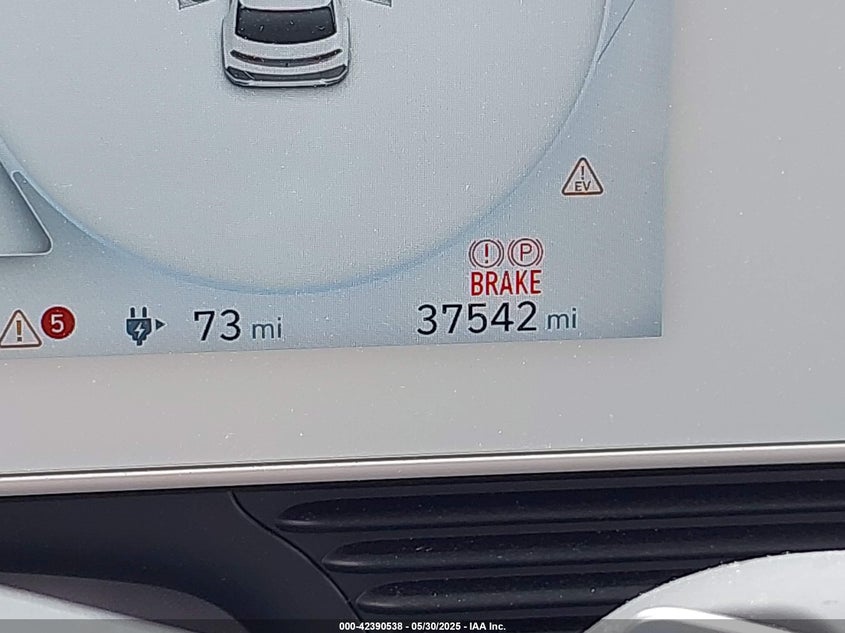 !
EV
! P
BRAKE
! 5 73 mi 37542 mi
000-42390538 - 05/30/2025 - IAA Inc.